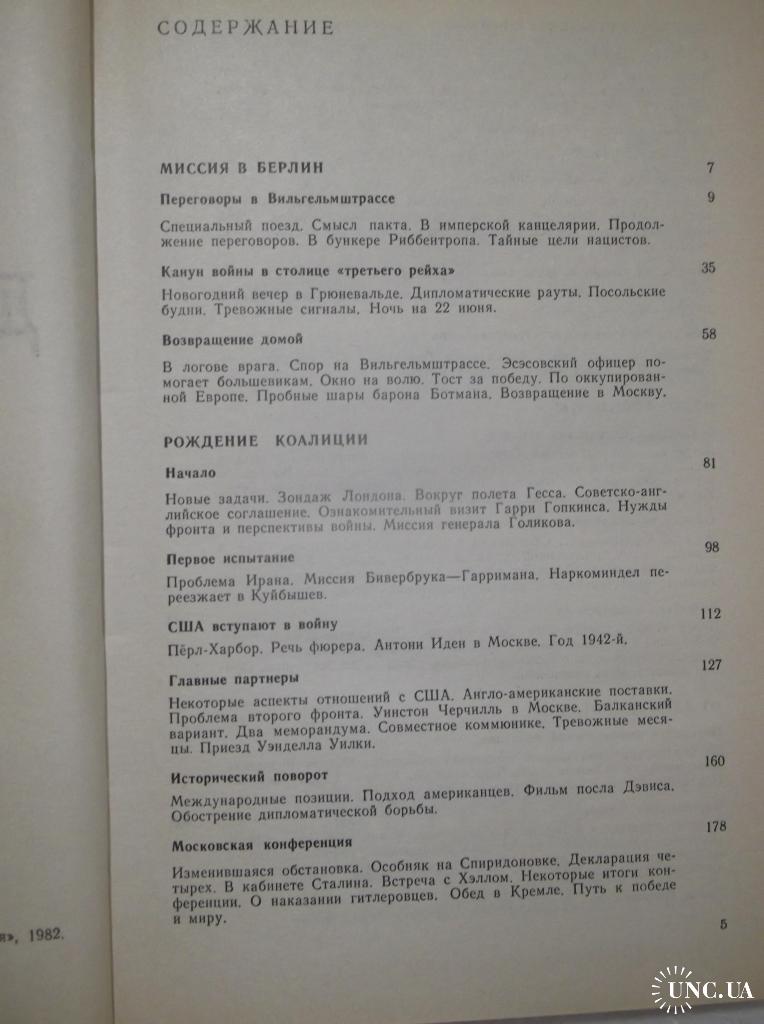 СОДЕРЖАНИЕ
МИССИЯ В БЕРЛИН 7
Переговоры в Вильгельмштрассе 9
Специальный поезд. Смысл пакта. В имперской канцелярии. Продол-
жение переговоров. В бункере Риббентропа. Тайные цели нацистов.
Канун войны в столице «третьего рейха» 35
Новогодний вечер в Грюневальде. Дипломатические рауты. Посольские
будни. Тревожные сигналы. Ночь на 22 июня.
Возвращение домой 58
В логове врага. Спор на Вильгельмштрассе. Эсэсовский офицер по-
могает большевикам. Окно на волю. Тост за победу. По оккупирован-
ной Европе. Пробные шары барона Ботмана. Возвращение в Москву.
РОЖДЕНИЕ КОАЛИЦИИ
Начало 81
Новые задачи. Зондаж Лондона. Вокруг полета Гесса. Советско-анг-
лийское соглашение. Ознакомительный визит Гарри Гопкинса. Нужды
фронта и перспективы войны. Миссия генерала Голикова.
Первое испытание 98
Проблема Ирана. Миссия Бивербрука—Гарримана. Наркоминдел пе-
реезжает в Куйбышев.
США вступают в войну 112
Пёрл-Харбор. Речь фюрера. Антони Иден в Москве. Год 1942-й.
Главные партнеры 127
Некоторые аспекты отношений с США. Англо-американские поставки.
Проблема второго фронта. Уинстон Черчилль в Москве. Балканский
вариант. Два меморандума. Совместное коммюнике. Тревожные меся-
цы. Приезд Уэнделла Уилки.
Исторический поворот 160
Международные позиции. Подход американцев. Фильм посла Дэвиса.
Обострение дипломатической борьбы.
Московская конференция 178
Изменившаяся обстановка. Особняк на Спиридоновке. Декларация че-
тырех. В кабинете Сталина. Встреча с Хэллом. Некоторые итоги кон-
ференции. О наказании гитлеровцев. Обед в Кремле. Путь к победе
и миру.
5
я», 1982.
UNC.UA